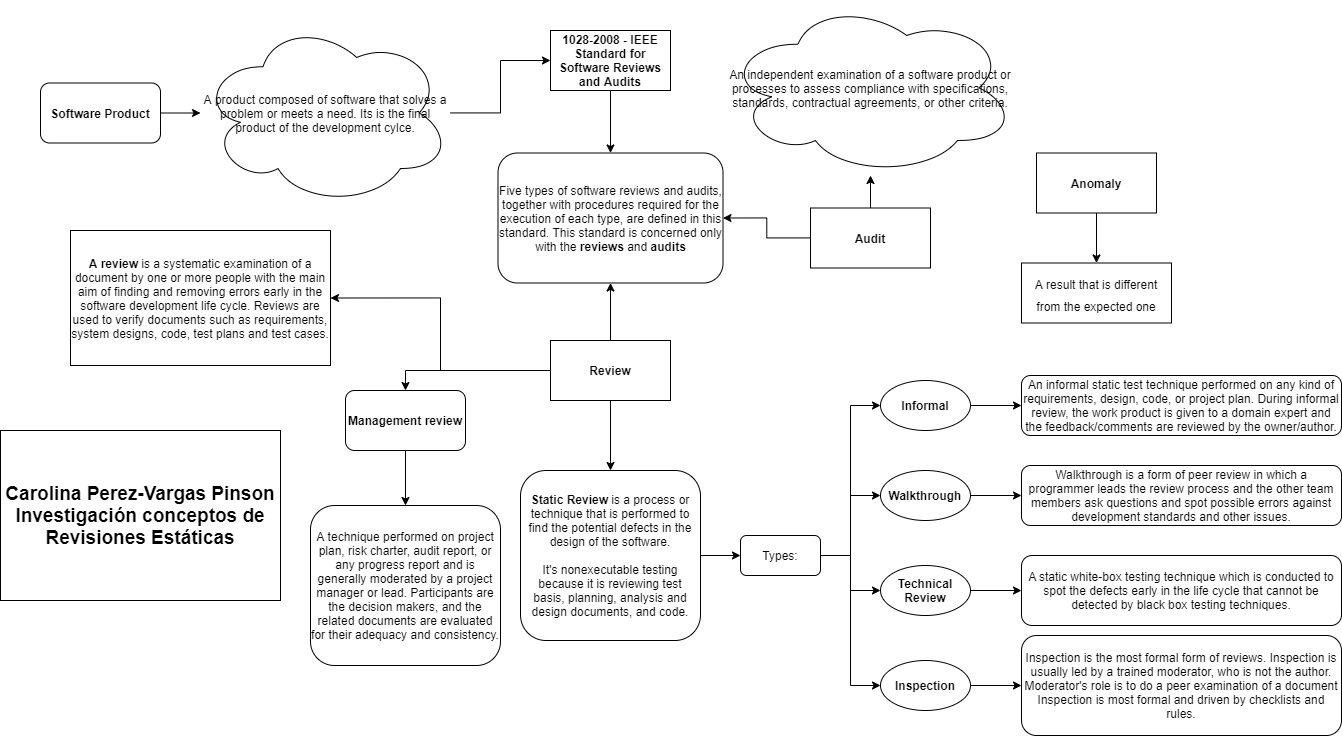 Software Product
A product composed of software that solves a
problem or meets a need. Its is the final
product of the development cylce.
1028-2008 - IEEE
Standard for
Software Reviews
and Audits
An independent examination of a software product or
processes to assess compliance with specifications,
standards, contractual agreements, or other criteria.
Five types of software reviews and audits,
together with procedures required for the
execution of each type, are defined in this
standard. This standard is concerned only
with the reviews and audits
Audit
Anomaly
A result that is different
from the expected one
A review is a systematic examination of a
document by one or more people with the main
aim of finding and removing errors early in the
software development life cycle. Reviews are
used to verify documents such as requirements,
system designs, code, test plans and test cases.
Review
Management review
A technique performed on project
plan, risk charter, audit report, or
any progress report and is
generally moderated by a project
manager or lead. Participants are
the decision makers, and the
related documents are evaluated
for their adequacy and consistency.
Carolina Perez-Vargas Pinson
Investigación conceptos de
Revisiones Estáticas
Static Review is a process or
technique that is performed to
find the potential defects in the
design of the software.
It's nonexecutable testing
because it is reviewing test
basis, planning, analysis and
design documents, and code.
Types:
Informal
An informal static test technique performed on any kind of
requirements, design, code, or project plan. During informal
review, the work product is given to a domain expert and
the feedback/comments are reviewed by the owner/author.
Walkthrough
Walkthrough is a form of peer review in which a
programmer leads the review process and the other team
members ask questions and spot possible errors against
development standards and other issues.
Technical
Review
A static white-box testing technique which is conducted to
spot the defects early in the life cycle that cannot be
detected by black box testing techniques.
Inspection
Inspection is the most formal form of reviews. Inspection is
usually led by a trained moderator, who is not the author.
Moderator's role is to do a peer examination of a document
Inspection is most formal and driven by checklists and
rules.